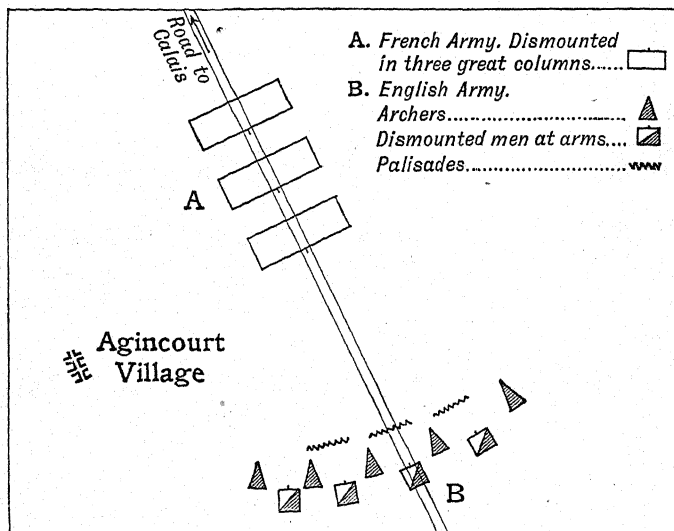 Road to
Calais
A. French Army. Dismounted
in three great columns......
B. English Army.
Archers..........................
Dismounted men at arms....
Palisades.........................
A
Agincourt
Village
B